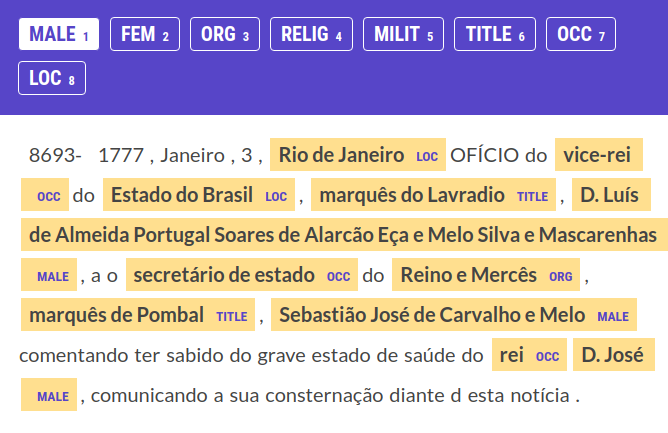 MALE 1 FEM 2 ORG 3 RELIG 4 MILIT 5 TITLE 6 OCC 7
LOC 8
8693- 1777 , Janeiro , 3 , Rio de Janeiro LOC OFÍCIO do vice-rei
OCC do Estado do Brasil LOC , marquês do Lavradio TITLE , D. Luís
de Almeida Portugal Soares de Alarcão Eça e Melo Silva e Mascarenhas
MALE , a o secretário de estado OCC do Reino e Mercês ORG ,
marquês de Pombal TITLE , Sebastião José de Carvalho e Melo MALE
comentando ter sabido do grave estado de saúde do rei OCC D. José
MALE , comunicando a sua consternação diante d esta notícia .